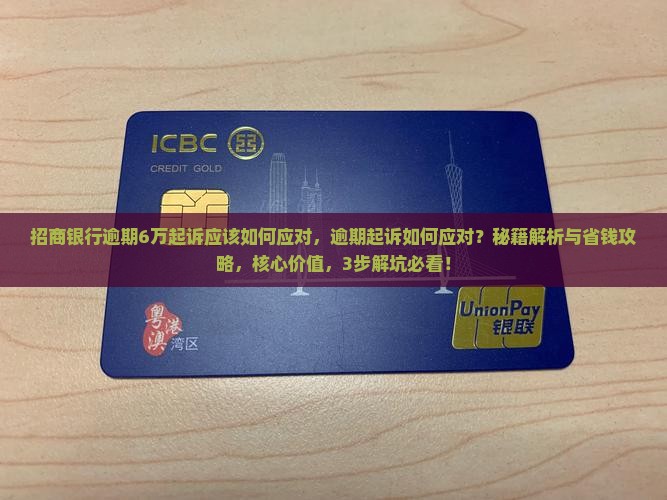 ICBC
CREDIT GOLD
招商银行逾期6万起诉应该如何应对，逾期起诉如何应对？秘籍解析与省钱攻
略，核心价值，3步解坑必看！
粤港
澳湾区
UnionPay
银联